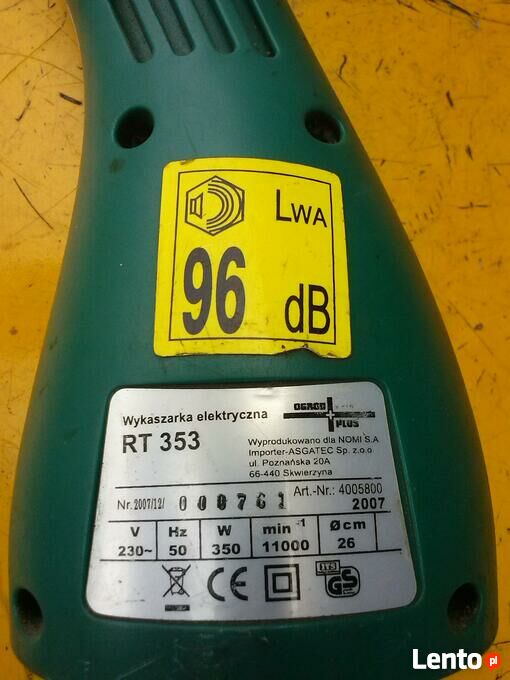 LWA
96 dB
Wykaszarka elektryczna
RT 353
OGROD
PLUS
Wyprodukowano dla NOMI S.A
Importer-ASGATEC Sp. z.o.o
ul. Poznańska 20A
66-440 Skwierzyna
Art.-Nr.: 4005800
Nr. 2007/12/ 000761 2007
V Hz W min -1 Ø cm
230~ 50 350 11000 26
CE
GS
Lento.pl